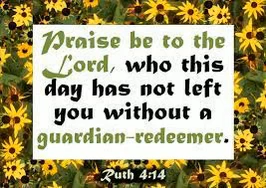 Praise be to the
Lord, who this
day has not left
you without a
guardian-redeemer.
Ruth 4:14